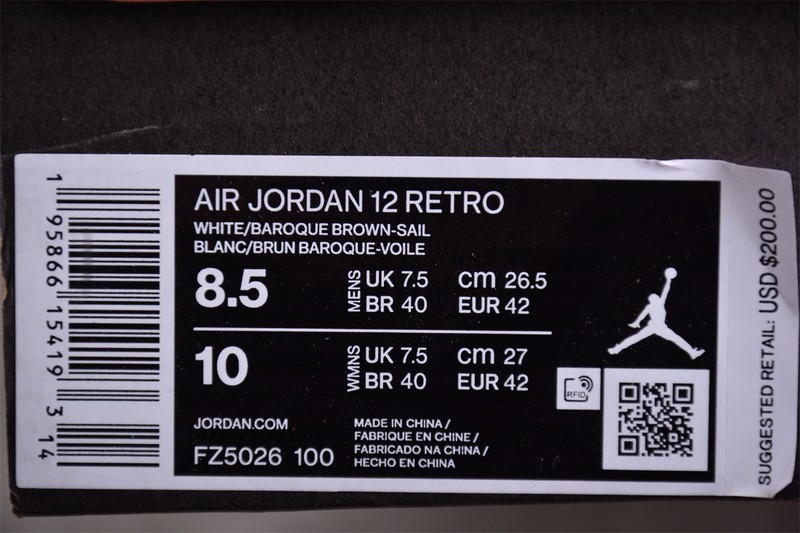 AIR JORDAN 12 RETRO
WHITE/BAROQUE BROWN-SAIL
BLANC/BRUN BAROQUE-VOILE
8.5
MENS
UK 7.5 cm 26.5
BR 40 EUR 42
10
WMNS
UK 7.5 cm 27
BR 40 EUR 42
RFID
JORDAN.COM
FZ5026 100
MADE IN CHINA /
FABRIQUE EN CHINE /
FABRICADO NA CHINA /
HECHO EN CHINA
1 95866 15419 3 14
SUGGESTED RETAIL: USD $200.00